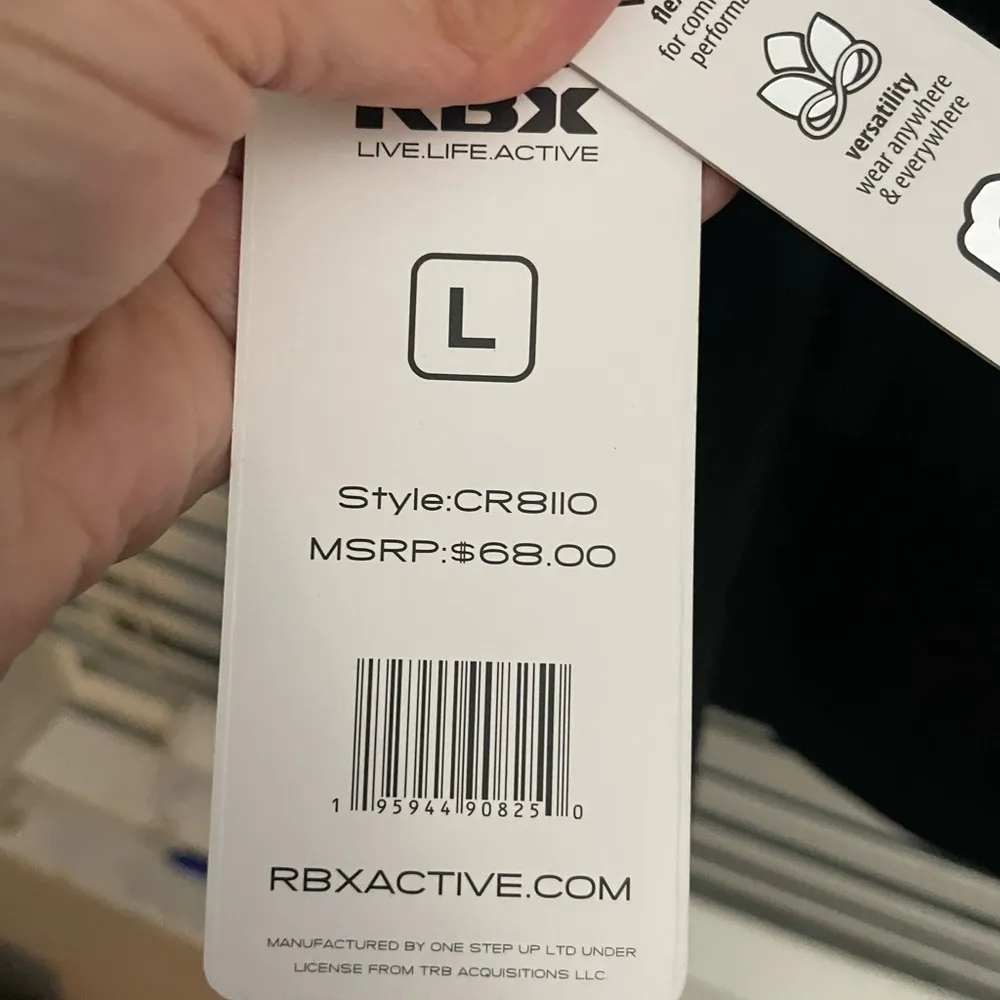 RBX
LIVE.LIFE.ACTIVE
L
Style:CR8110
MSRP:$68.00
1 95944 90825 0
RBXACTIVE.COM
MANUFACTURED BY ONE STEP UP LTD UNDER
LICENSE FROM TRB ACQUISITIONS LLC
for
versatility
wear anywhere
& everywhere